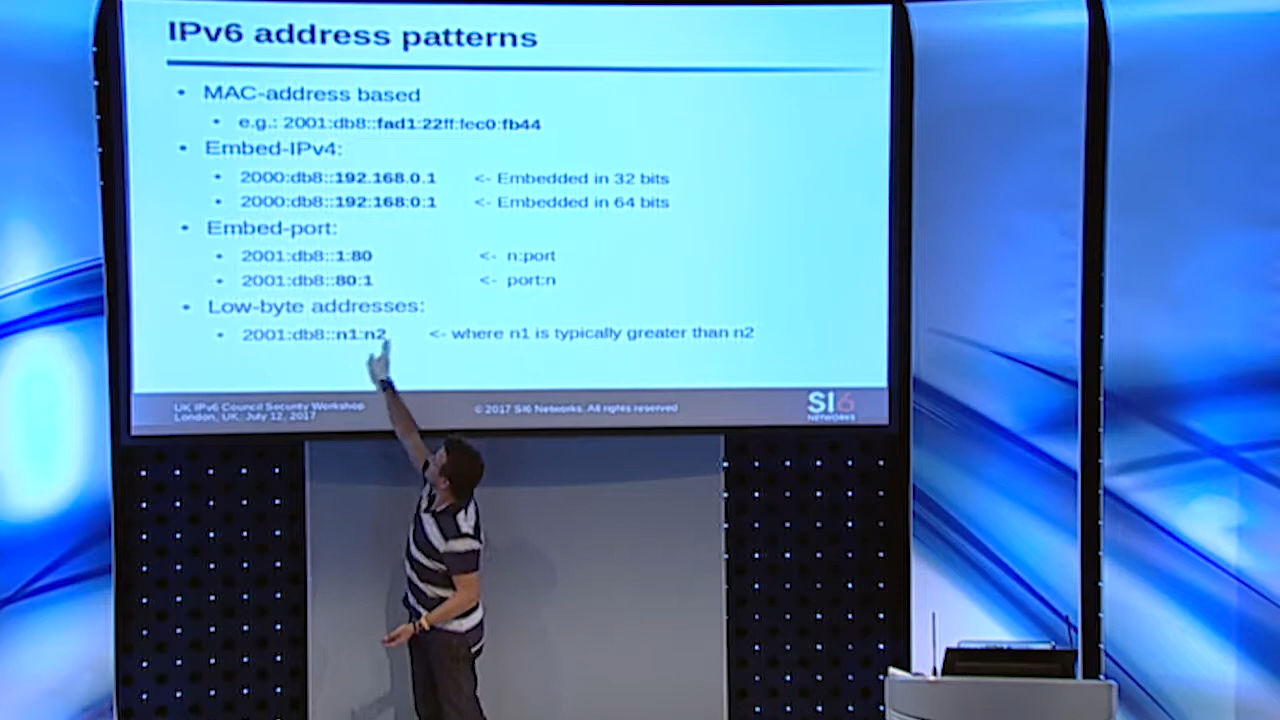 IPv6 address patterns
• MAC-address based
• e.g.: 2001:db8::fad1:22ff:fec0:fb44
• Embed-IPv4:
• 2000:db8::192.168.0.1 <- Embedded in 32 bits
• 2000:db8::192:168:0:1 <- Embedded in 64 bits
• Embed-port:
• 2001:db8::1:80 <- n:port
• 2001:db8::80:1 <- port:n
• Low-byte addresses:
• 2001:db8::n1:n2 <- where n1 is typically greater than n2
UK IPv6 Council Security Workshop
London, UK. July 12, 2017
© 2017 SI6 Networks. All rights reserved
SI6
NETWORKS